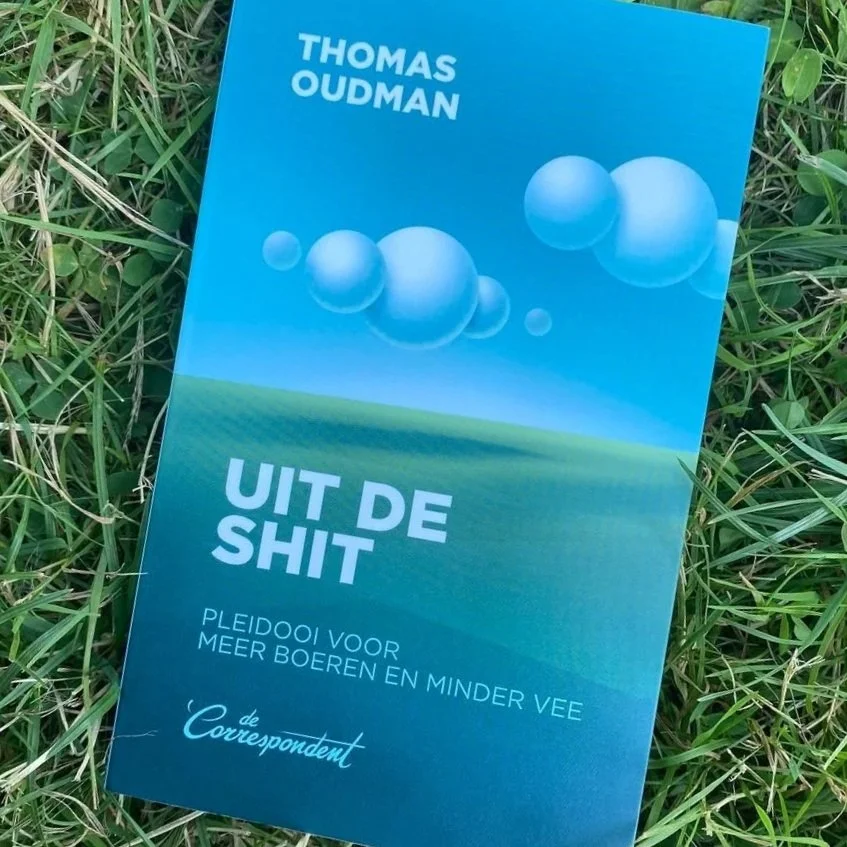 THOMAS
OUDMAN
UIT DE
SHIT
PLEIDOOI VOOR
MEER BOEREN EN MINDER VEE
de
Correspondent